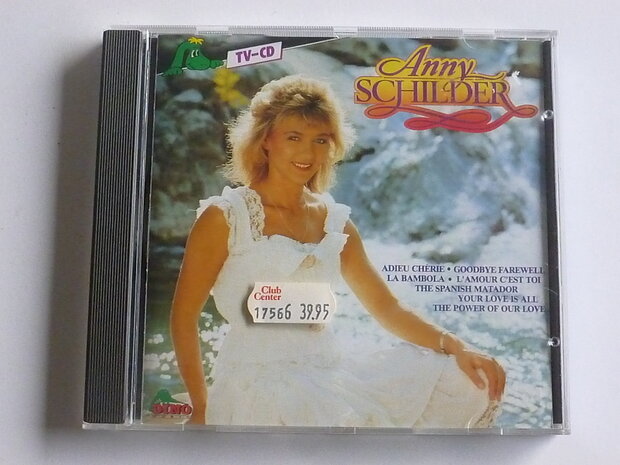 TV-CD
Anny
SCHILDER
ADIEU CHÉRIE • GOODBYE FAREWELL
LA BAMBOLA • L'AMOUR C'EST TOI
THE SPANISH MATADOR
YOUR LOVE IS ALL
THE POWER OF OUR LOVE
Club
Center
17566 39.95
DINO